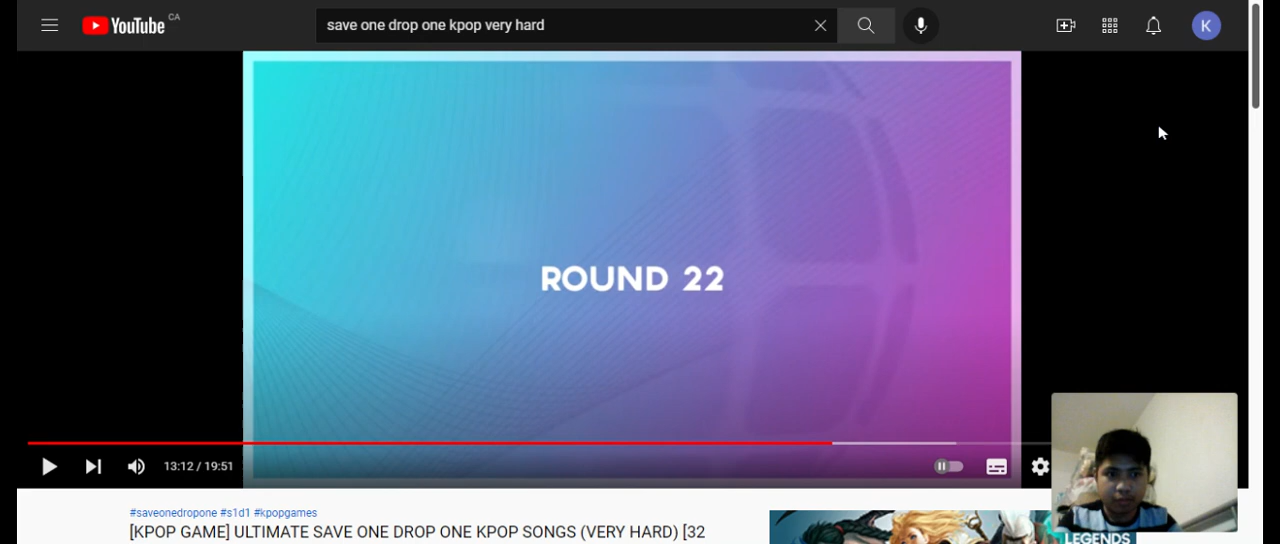 YouTube CA
save one drop one kpop very hard
K
ROUND 22
13:12 / 19:51
#saveonedropone #s1d1 #kpopgames
[KPOP GAME] ULTIMATE SAVE ONE DROP ONE KPOP SONGS (VERY HARD) [32
LEGENDS